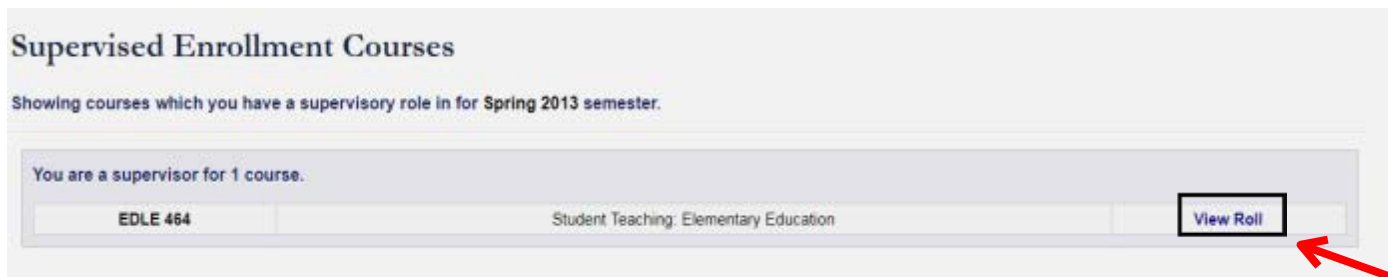 Supervised Enrollment Courses
Showing courses which you have a supervisory role in for Spring 2013 semester.
You are a supervisor for 1 course.
EDLE 464 Student Teaching: Elementary Education View Roll